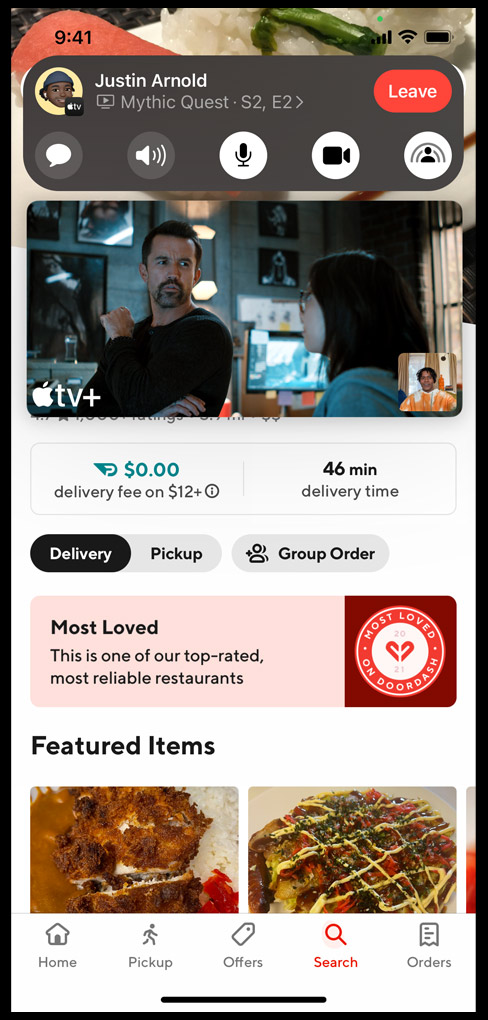 9:41
Justin Arnold
tv
Mythic Quest · S2, E2 >
Leave
tv+
$0.00
delivery fee on $12+
46 min
delivery time
Delivery
Pickup
Group Order
Most Loved
This is one of our top-rated,
most reliable restaurants
MOST LOVED
20
21
ON DOORDASH
Featured Items
Home
Pickup
Offers
Search
Orders